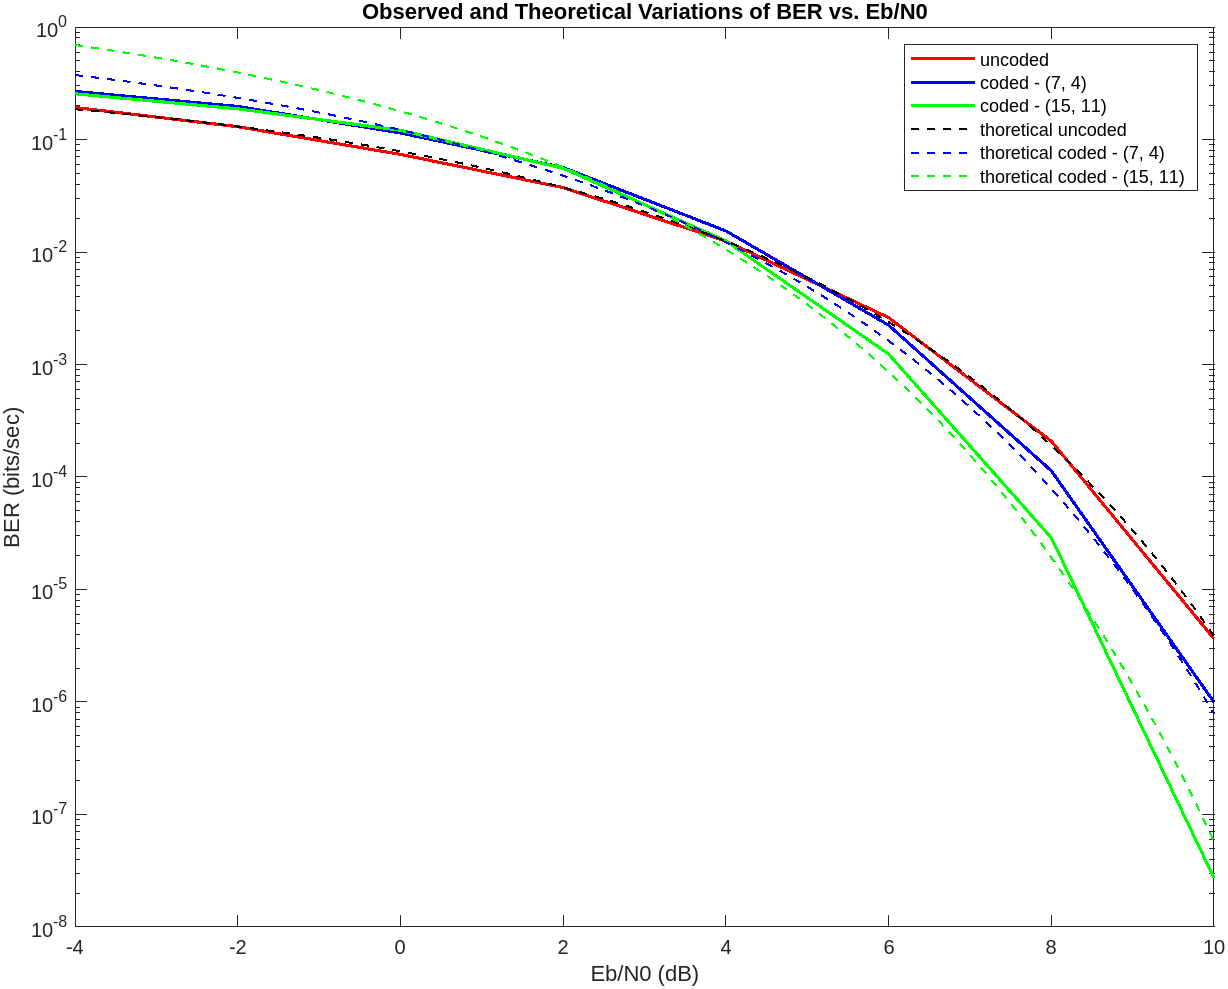 Observed and Theoretical Variations of BER vs. Eb/N0
10^0
10^-1
10^-2
10^-3
10^-4
10^-5
10^-6
10^-7
10^-8
BER (bits/sec)
uncoded
coded - (7, 4)
coded - (15, 11)
thoretical uncoded
thoretical coded - (7, 4)
thoretical coded - (15, 11)
-4 -2 0 2 4 6 8 10
Eb/N0 (dB)